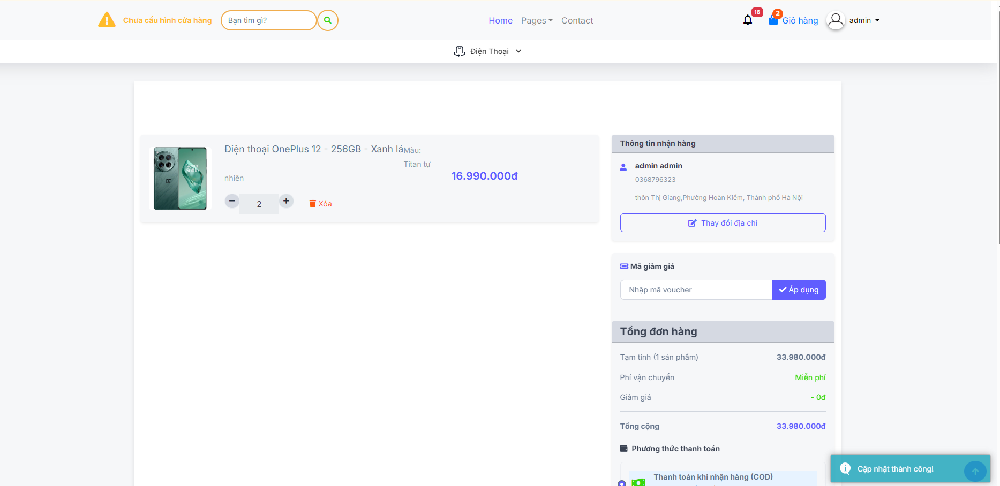 Chưa cấu hình cửa hàng
Bạn tìm gì?
Home
Pages
Contact
16
2
Giỏ hàng
admin
Điện Thoại
Điện thoại OnePlus 12 - 256GB - Xanh lá
Màu:
Titan tự
nhiên
16.990.000đ
Never
Settle
2
Xóa
Thông tin nhận hàng
admin admin
0368796323
thôn Thị Giang,Phường Hoàn Kiếm, Thành phố Hà Nội
Thay đổi địa chỉ
Mã giảm giá
Nhập mã voucher
Áp dụng
Tổng đơn hàng
Tạm tính (1 sản phẩm) 33.980.000đ
Phí vận chuyển Miễn phí
Giảm giá - 0đ
Tổng cộng 33.980.000đ
Phương thức thanh toán
Thanh toán khi nhận hàng (COD)
Cập nhật thành công!